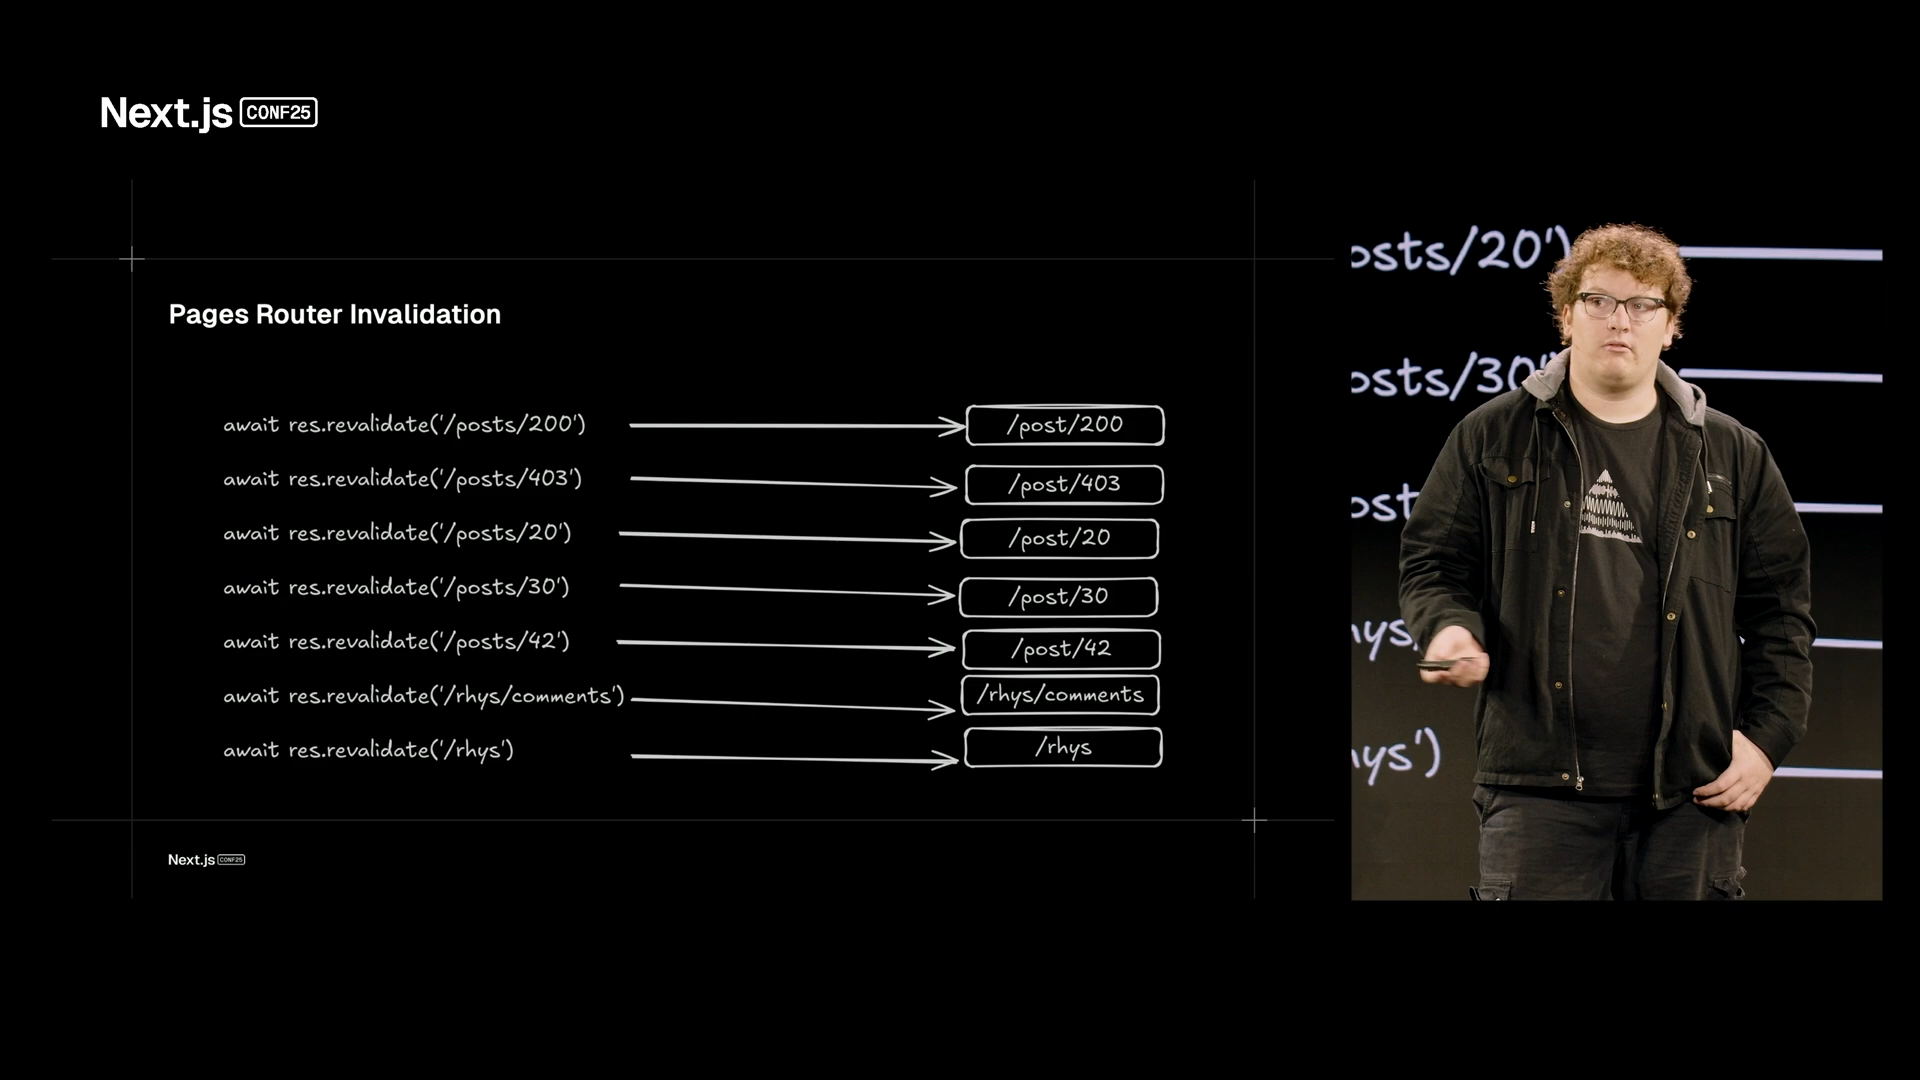 Next.js CONF25
Pages Router Invalidation
await res.revalidate('/posts/200')
/post/200
await res.revalidate('/posts/403')
/post/403
await res.revalidate('/posts/20')
/post/20
await res.revalidate('/posts/30')
/post/30
await res.revalidate('/posts/42')
/post/42
await res.revalidate('/rhys/comments')
/rhys/comments
await res.revalidate('/rhys')
/rhys
Next.js CONF25
osts/20')
osts/30'
ost
hys
hys')